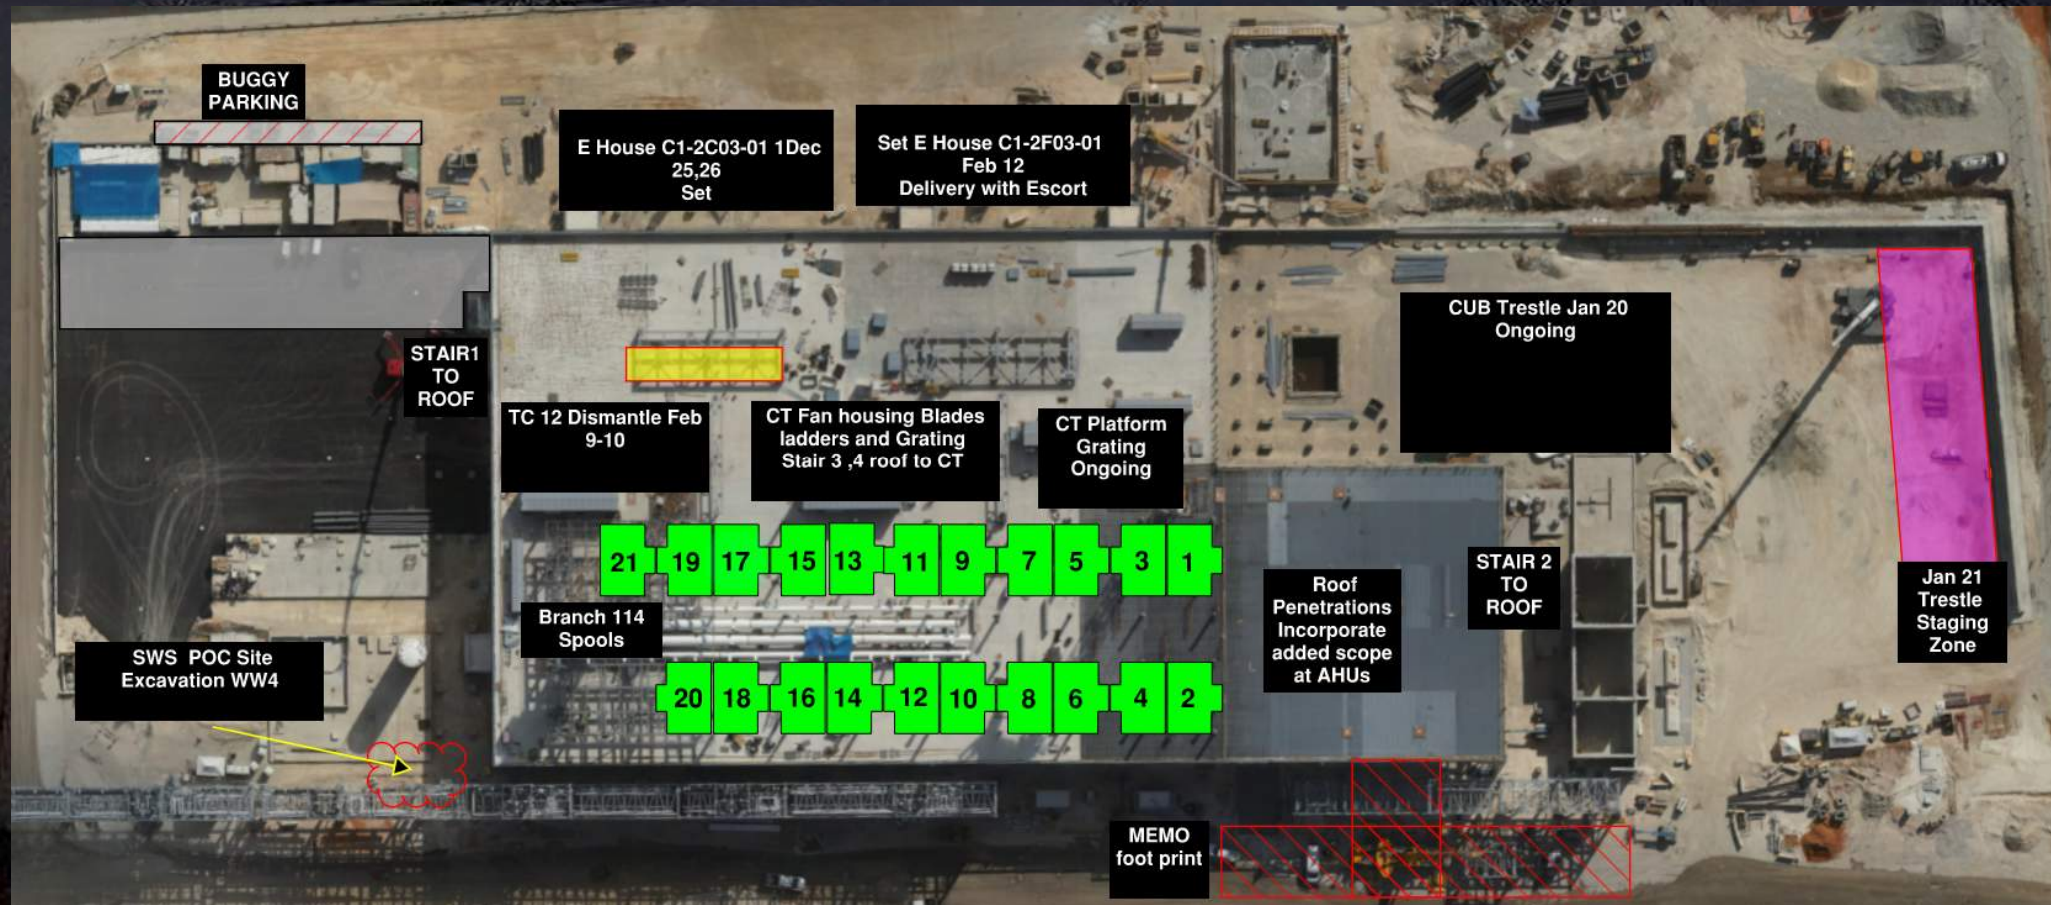 BUGGY
PARKING
E House C1-2C03-01 1Dec
25,26
Set
Set E House C1-2F03-01
Feb 12
Delivery with Escort
CUB Trestle Jan 20
Ongoing
STAIR1
TO
ROOF
TC 12 Dismantle Feb
9-10
CT Fan housing Blades
ladders and Grating
Stair 3 ,4 roof to CT
CT Platform
Grating
Ongoing
21 19 17 15 13 11 9 7 5 3 1
STAIR 2
TO
ROOF
Roof
Penetrations
Incorporate
added scope
at AHUs
Jan 21
Trestle
Staging
Zone
Branch 114
Spools
SWS POC Site
Excavation WW4
20 18 16 14 12 10 8 6 4 2
MEMO
foot print